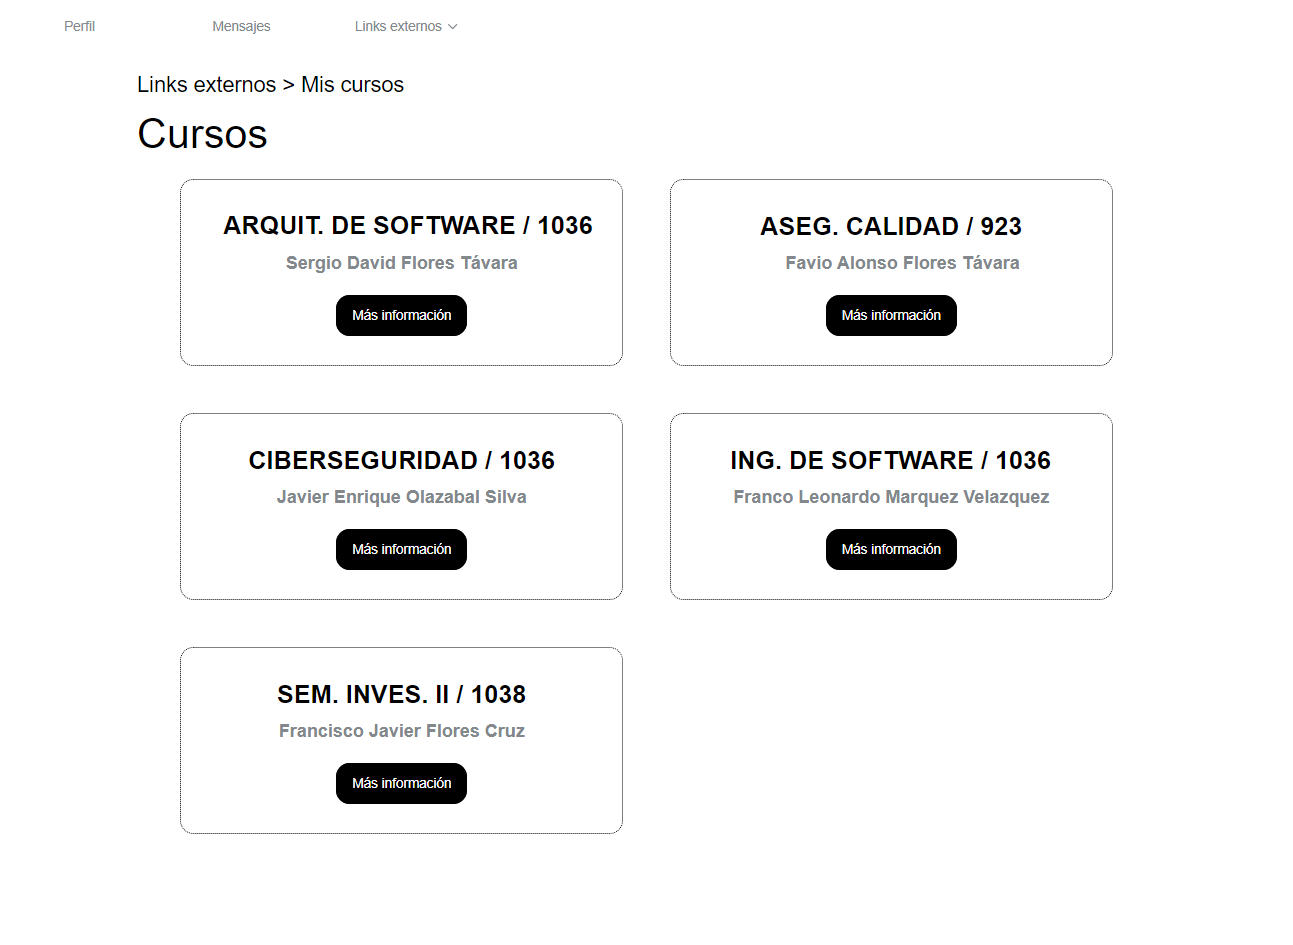 Perfil
Mensajes
Links externos
Links externos > Mis cursos
Cursos
ARQUIT. DE SOFTWARE / 1036
Sergio David Flores Távara
Más información
ASEG. CALIDAD / 923
Favio Alonso Flores Távara
Más información
CIBERSEGURIDAD / 1036
Javier Enrique Olazabal Silva
Más información
ING. DE SOFTWARE / 1036
Franco Leonardo Marquez Velazquez
Más información
SEM. INVES. II / 1038
Francisco Javier Flores Cruz
Más información